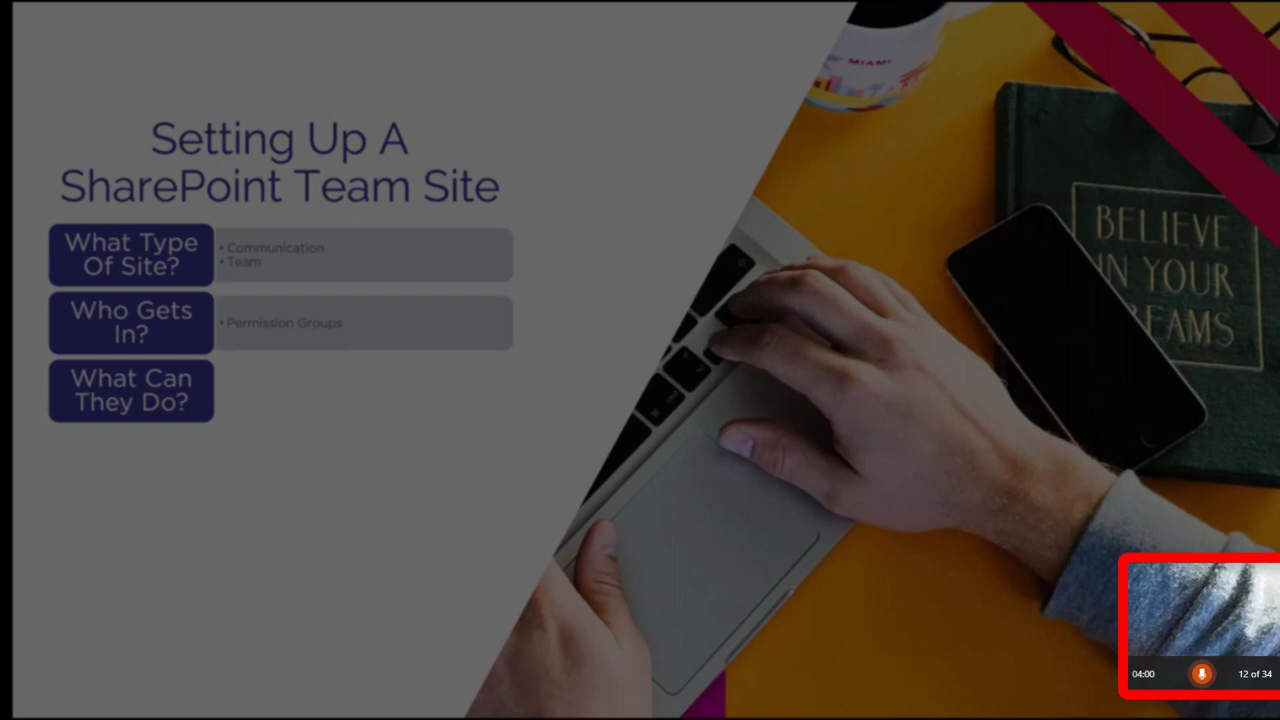 MIAMI
Setting Up A
SharePoint Team Site
What Type
Of Site?
• Communication
• Team
Who Gets
In?
• Permission Groups
What Can
They Do?
BELIEVE
IN YOUR
04:00
12 of 34